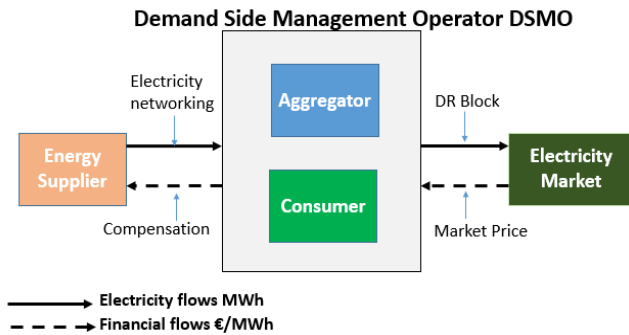 Demand Side Management Operator DSMO
Electricity
networking
Aggregator
DR Block
Energy
Supplier
Electricity
Market
Consumer
Compensation
Market Price
Electricity flows MWh
Financial flows €/MWh